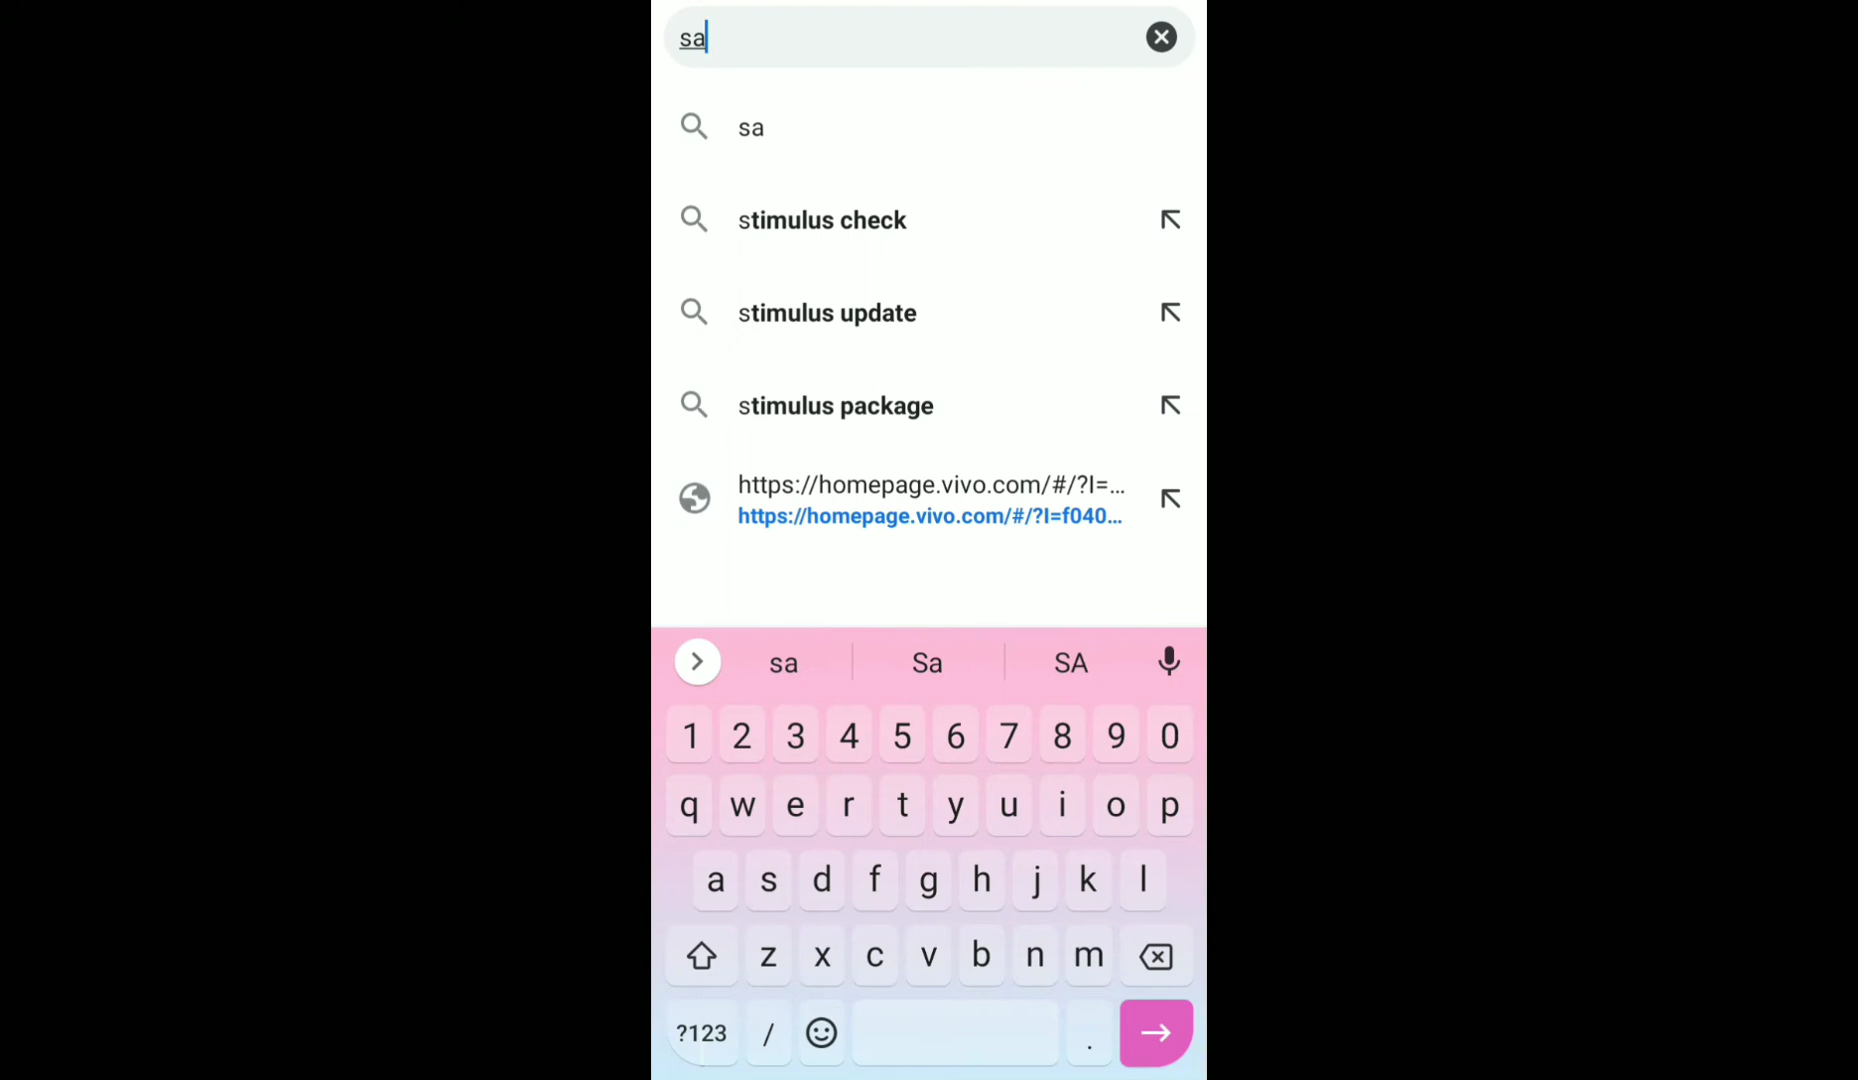 sa
sa
stimulus check
stimulus update
stimulus package
https://homepage.vivo.com/#/?I=...
https://homepage.vivo.com/#/?I=f040...
sa Sa SA
1 2 3 4 5 6 7 8 9 0
q w e r t y u i o p
a s d f g h j k l
z x c v b n m
?123 / .